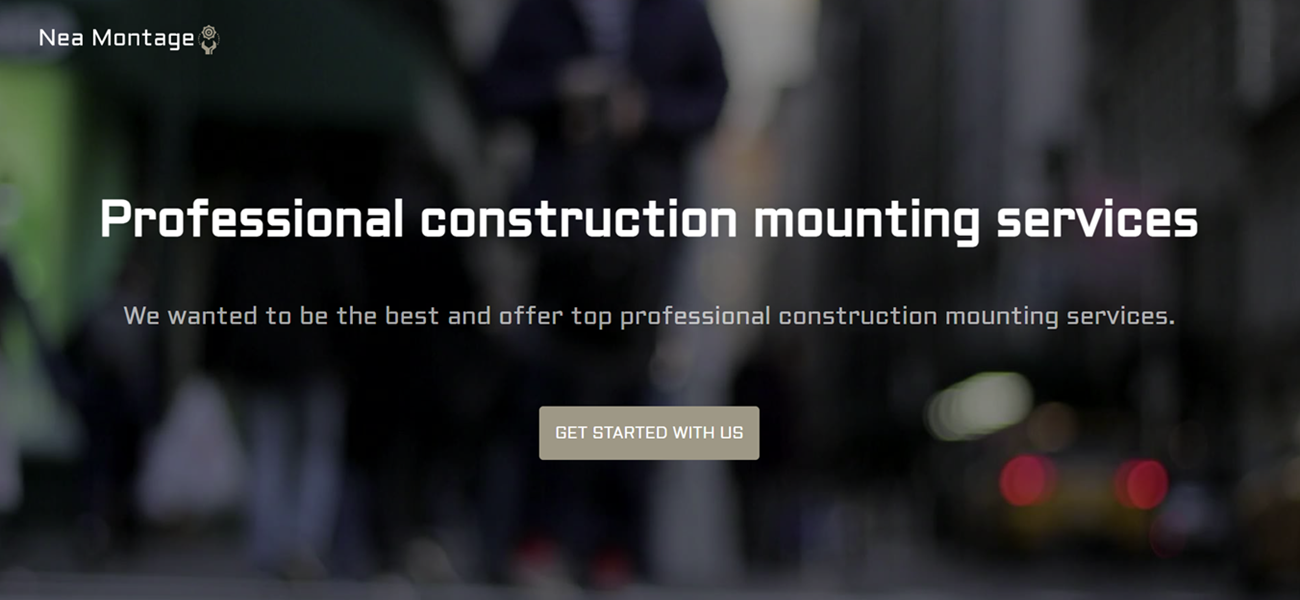 Nea Montage
Professional construction mounting services
We wanted to be the best and offer top professional construction mounting services.
GET STARTED WITH US